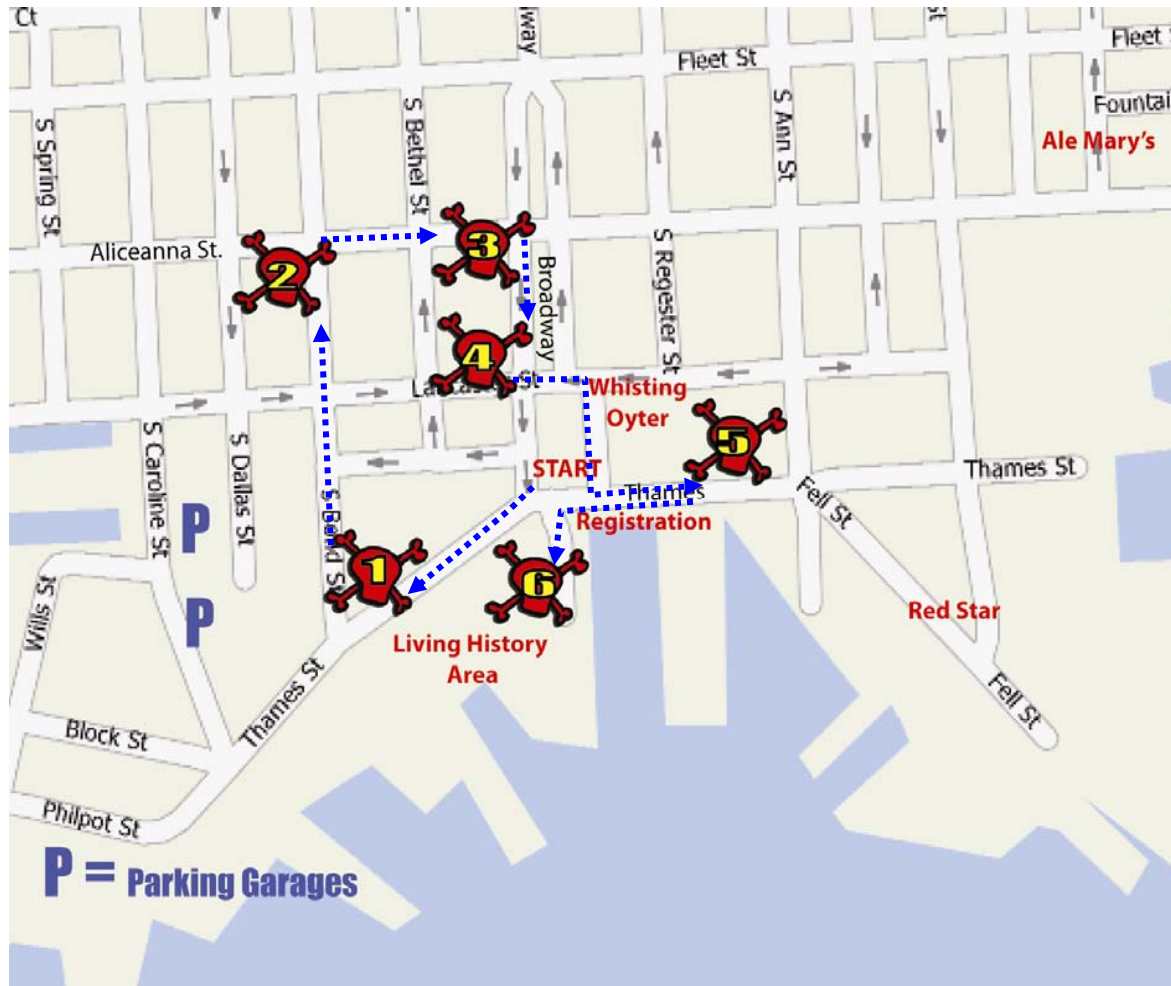 Ct
lway
St
Fleet St
Fleet S
Fountai
S Spring St
S Bethel St
S Ann St
Ale Mary's
Aliceanna St.
2
3
Broadway
S Regester St
4
St
Whisting
Oyter
5
START
Thames St
S Caroline St
S Dallas St
S Bond St
Thames
Fell St
Registration
P
1
6
P
Wills St
Living History
Area
Red Star
Thames St
Fell St
Block St
Philpot St
P = Parking Garages